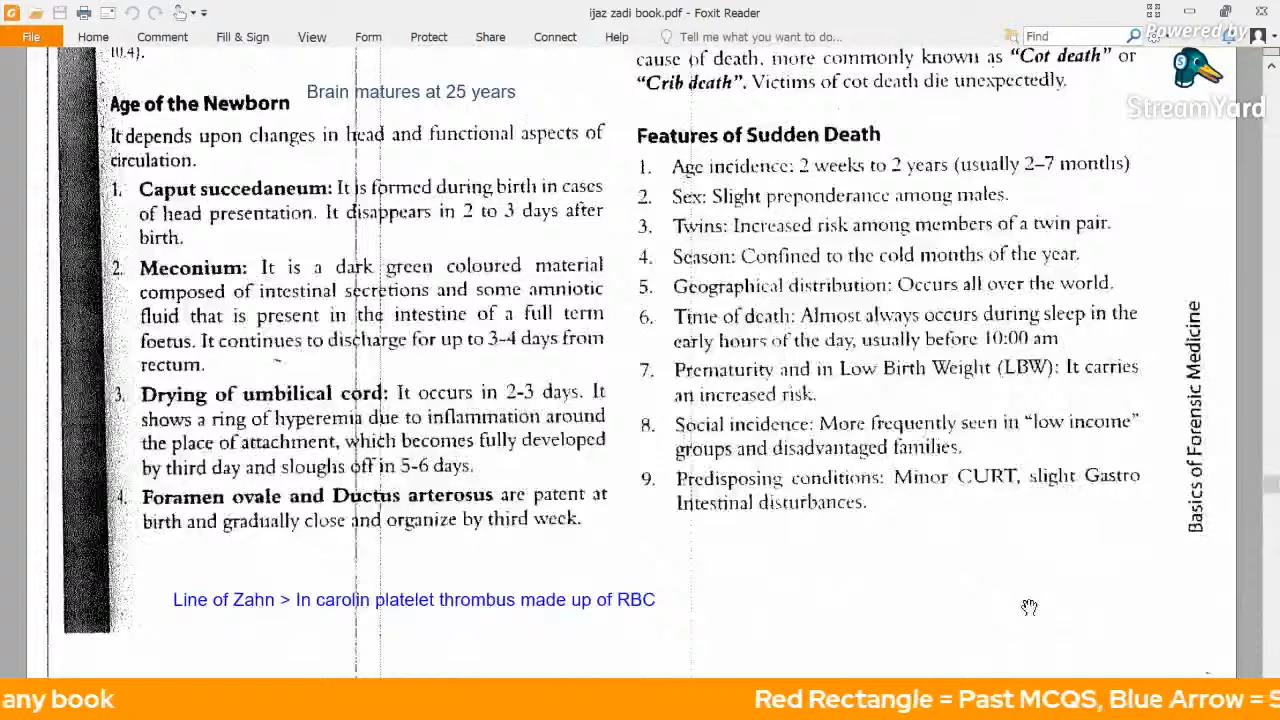 ijaz zadi book.pdf - Foxit Reader
File Home Comment Fill & Sign View Form Protect Share Connect Help Tell me what you want to do... Find
Powered by
StreamYard
10.4).
Age of the Newborn
Brain matures at 25 years
It depends upon changes in head and functional aspects of
circulation.
1. Caput succedaneum: It is formed during birth in cases
of head presentation. It disappears in 2 to 3 days after
birth.
2. Meconium: It is a dark green coloured material
composed of intestinal secretions and some amniotic
fluid that is present in the intestine of a full term
foetus. It continues to discharge for up to 3-4 days from
rectum.
3. Drying of umbilical cord: It occurs in 2-3 days. It
shows a ring of hyperemia due to inflammation around
the place of attachment, which becomes fully developed
by third day and sloughs off in 5-6 days.
4. Foramen ovale and Ductus arterosus are patent at
birth and gradually close and organize by third week.
Line of Zahn > In carolin platelet thrombus made up of RBC
cause of death, more commonly known as "Cot death" or
"Crib death". Victims of cot death die unexpectedly.
Features of Sudden Death
1. Age incidence: 2 weeks to 2 years (usually 2–7 months)
2. Sex: Slight preponderance among males.
3. Twins: Increased risk among members of a twin pair.
4. Season: Confined to the cold months of the year.
5. Geographical distribution: Occurs all over the world.
6. Time of death: Almost always occurs during sleep in the
early hours of the day, usually before 10:00 am
7. Prematurity and in Low Birth Weight (LBW): It carries
an increased risk.
8. Social incidence: More frequently seen in "low income"
groups and disadvantaged families.
9. Predisposing conditions: Minor CURT, slight Gastro
Intestinal disturbances.
Basics of Forensic Medicine
any book Red Rectangle = Past MCQS, Blue Arrow = S